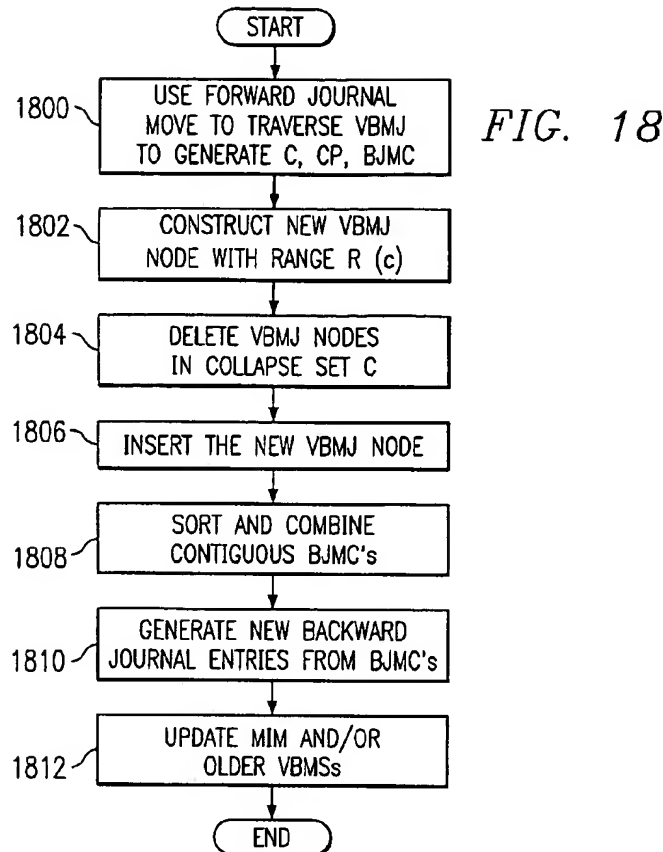 START
1800
USE FORWARD JOURNAL
MOVE TO TRAVERSE VBMJ
TO GENERATE C, CP, BJMC
FIG. 18
1802
CONSTRUCT NEW VBMJ
NODE WITH RANGE R (c)
1804
DELETE VBMJ NODES
IN COLLAPSE SET C
1806
INSERT THE NEW VBMJ NODE
1808
SORT AND COMBINE
CONTIGUOUS BJMC's
1810
GENERATE NEW BACKWARD
JOURNAL ENTRIES FROM BJMC's
1812
UPDATE MIM AND/OR
OLDER VBMSs
END